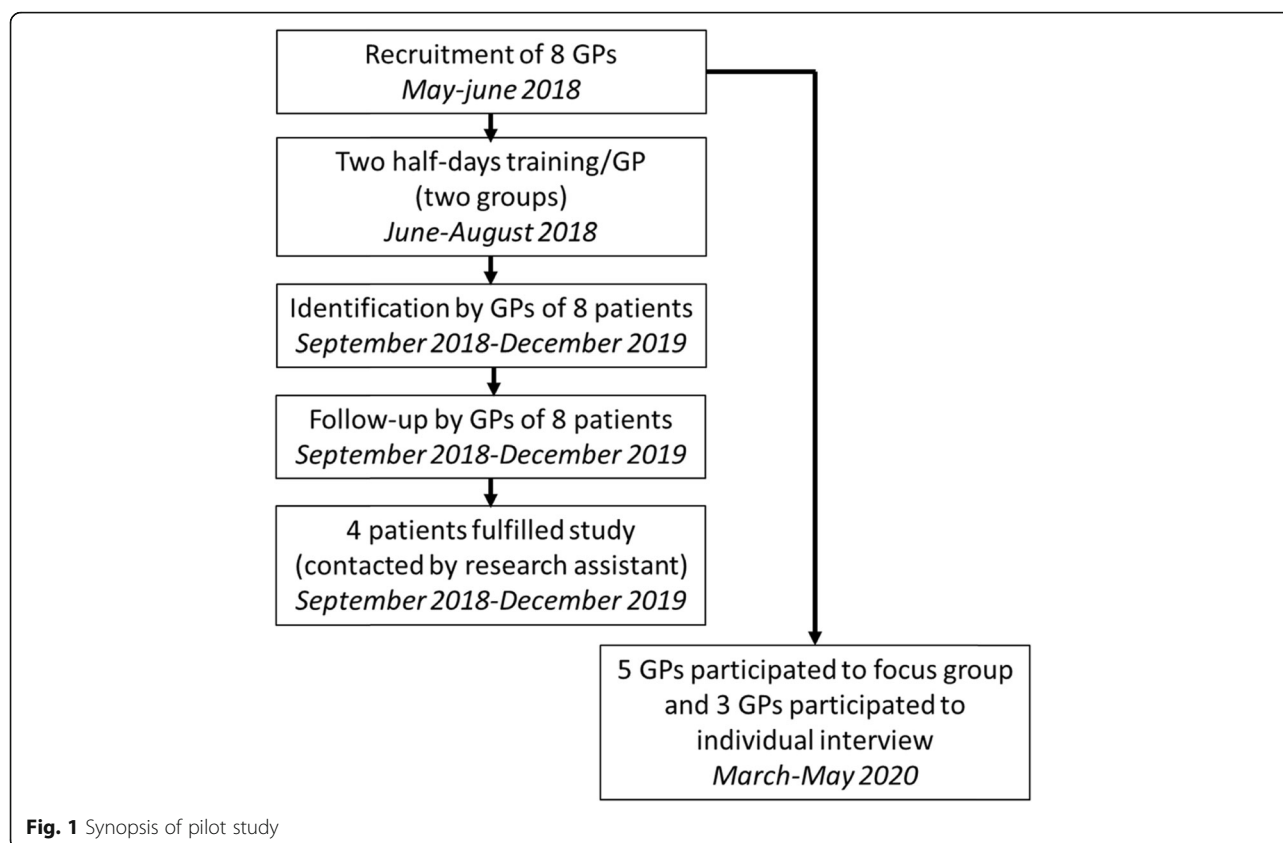 Recruitment of 8 GPs
May-june 2018
Two half-days training/GP
(two groups)
June-August 2018
Identification by GPs of 8 patients
September 2018-December 2019
Follow-up by GPs of 8 patients
September 2018-December 2019
4 patients fulfilled study
(contacted by research assistant)
September 2018-December 2019
5 GPs participated to focus group
and 3 GPs participated to
individual interview
March-May 2020
Fig. 1 Synopsis of pilot study